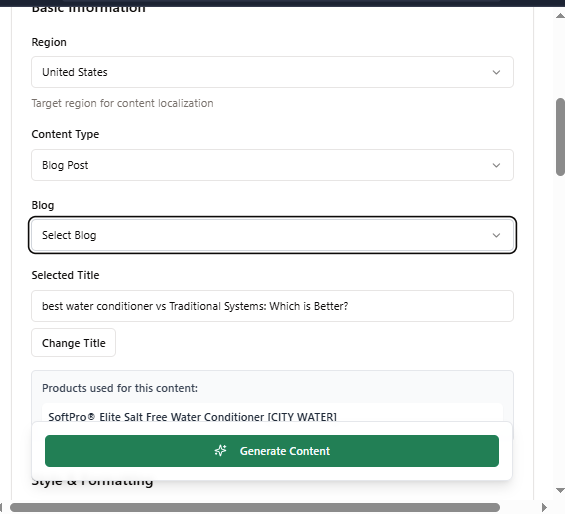 Basic Information
Region
United States
Target region for content localization
Content Type
Blog Post
Blog
Select Blog
Selected Title
best water conditioner vs Traditional Systems: Which is Better?
Change Title
Products used for this content:
SoftPro® Elite Salt Free Water Conditioner [CITY WATER]
Generate Content
Style & Formatting